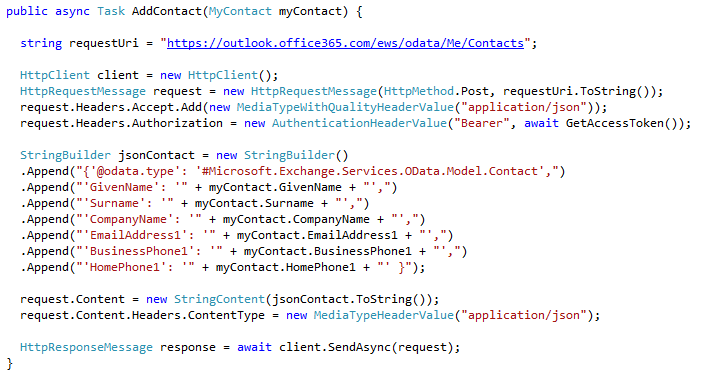 public async Task AddContact(MyContact myContact) {
string requestUri = "https://outlook.office365.com/ews/odata/Me/Contacts";
HttpClient client = new HttpClient();
HttpRequestMessage request = new HttpRequestMessage(HttpMethod.Post, requestUri.ToString());
request.Headers.Accept.Add(new MediaTypeWithQualityHeaderValue("application/json"));
request.Headers.Authorization = new AuthenticationHeaderValue("Bearer", await GetAccessToken());
StringBuilder jsonContact = new StringBuilder()
.Append("{'@odata.type': '#Microsoft.Exchange.Services.OData.Model.Contact',")
.Append("'GivenName': '" + myContact.GivenName + "',")
.Append("'Surname': '" + myContact.Surname + "',")
.Append("'CompanyName': '" + myContact.CompanyName + "',")
.Append("'EmailAddress1': '" + myContact.EmailAddress1 + "',")
.Append("'BusinessPhone1': '" + myContact.BusinessPhone1 + "',")
.Append("'HomePhone1': '" + myContact.HomePhone1 + "' }");
request.Content = new StringContent(jsonContact.ToString());
request.Content.Headers.ContentType = new MediaTypeHeaderValue("application/json");
HttpResponseMessage response = await client.SendAsync(request);
}